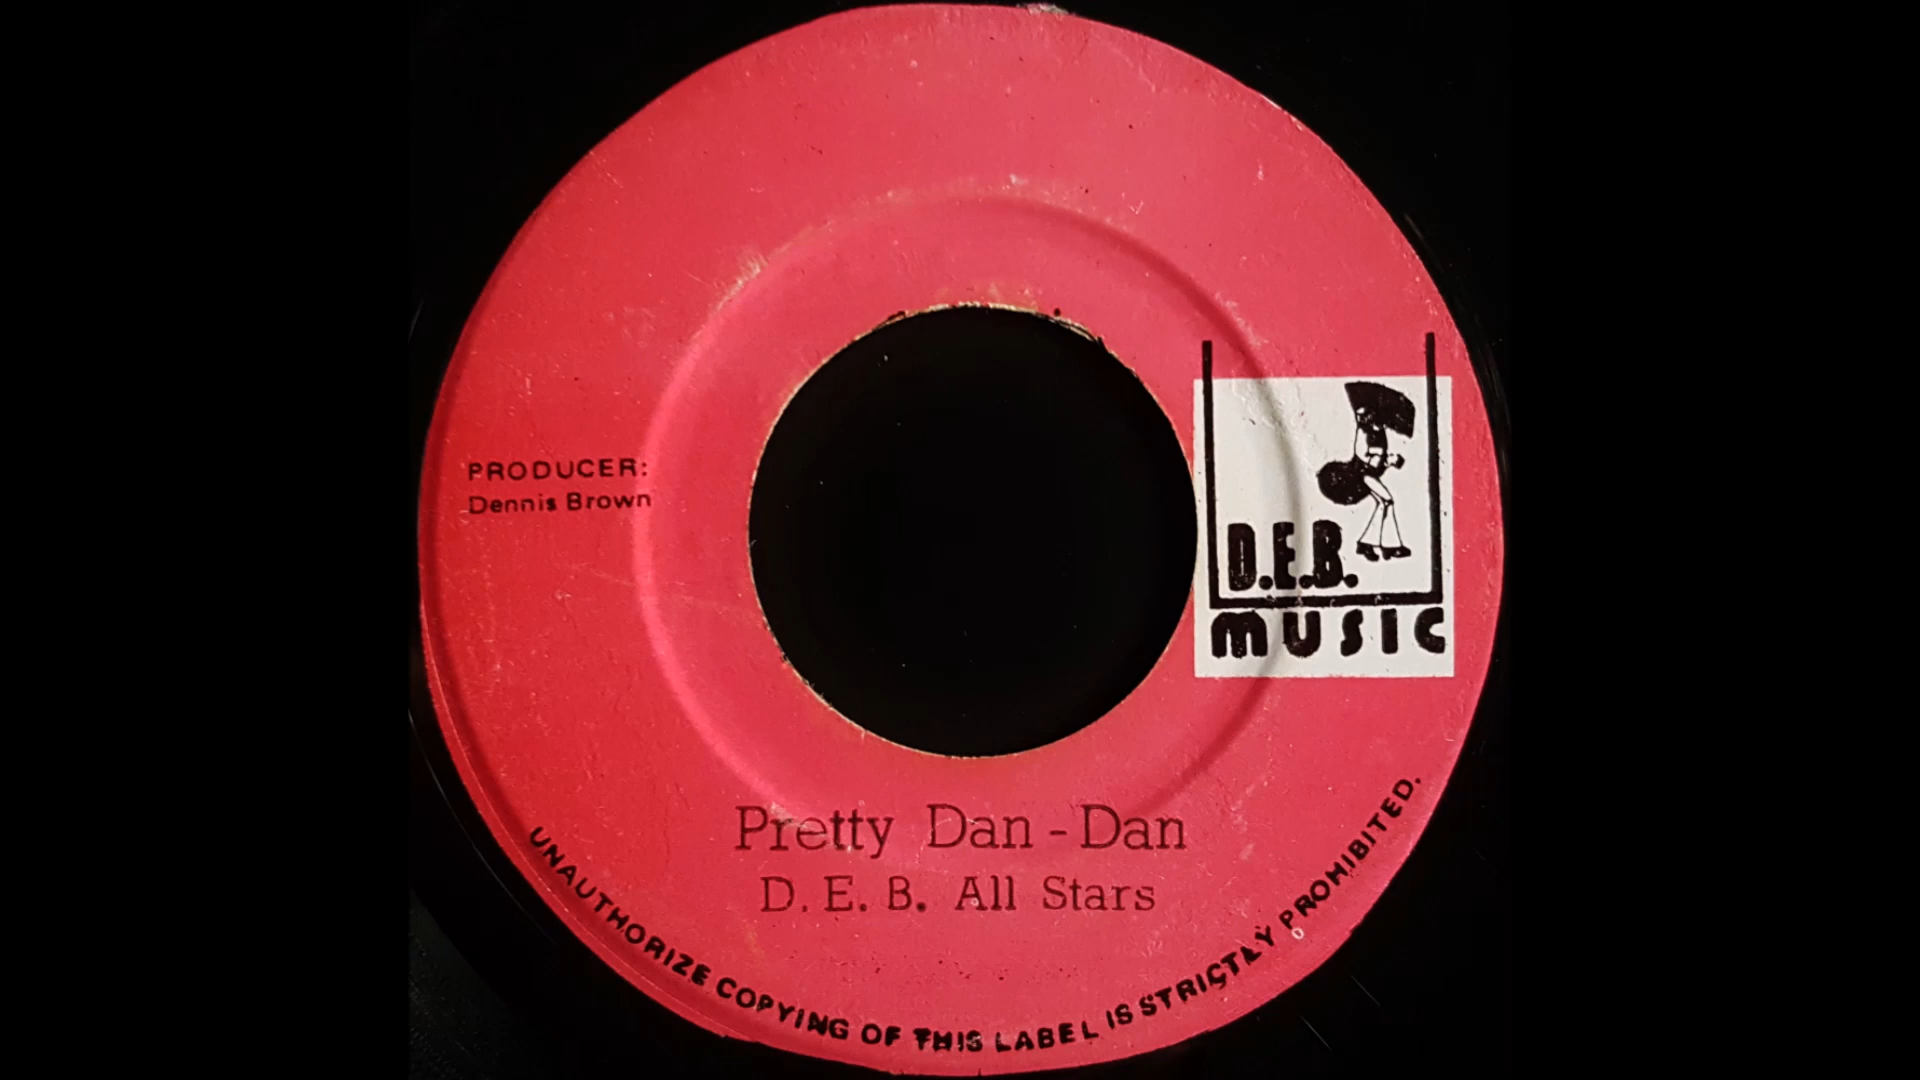 PRODUCER:
Dennis Brown
D.E.B.
MUSIC
Pretty Dan - Dan
D. E. B. All Stars
UNAUTHORIZE COPYING OF THIS LABEL IS STRICTLY PROHIBITED.